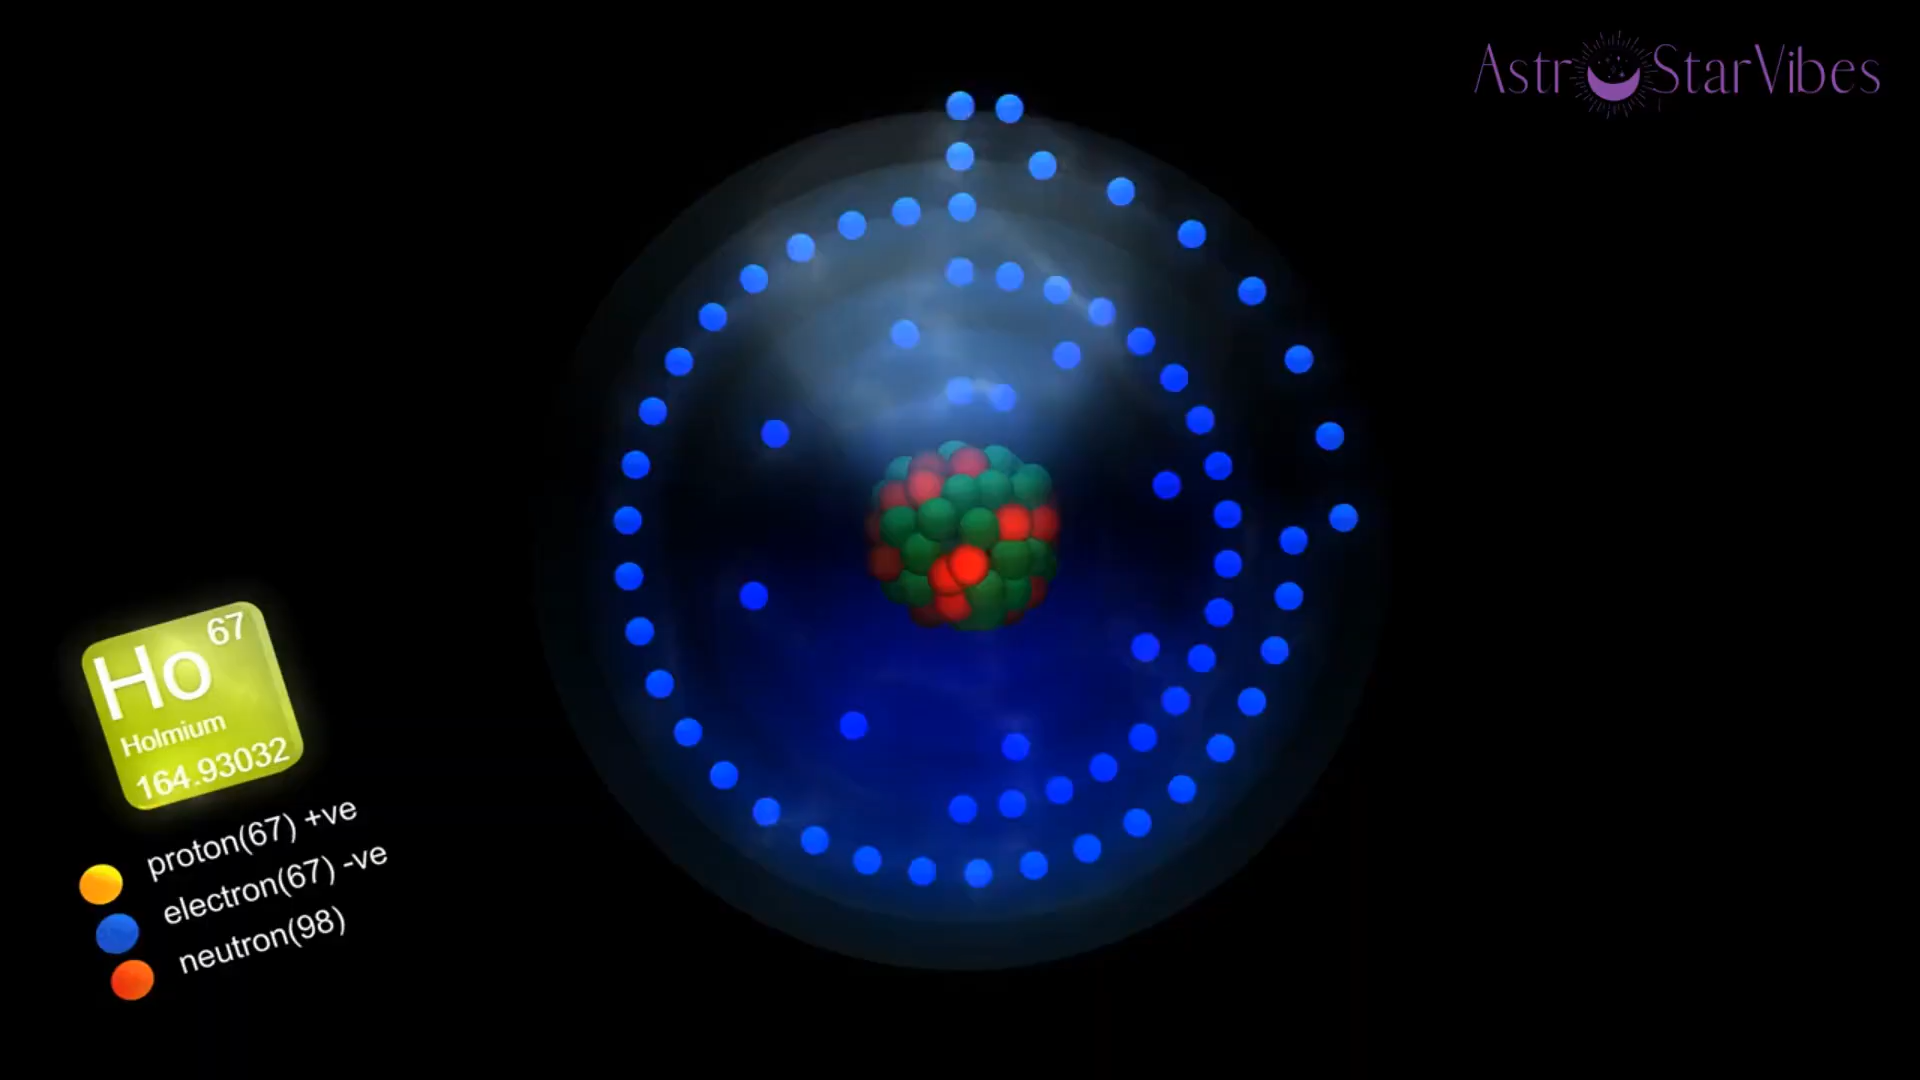 AstroStarVibes
67
Ho
Holmium
164.93032
proton(67) +ve
electron(67) -ve
neutron(98)